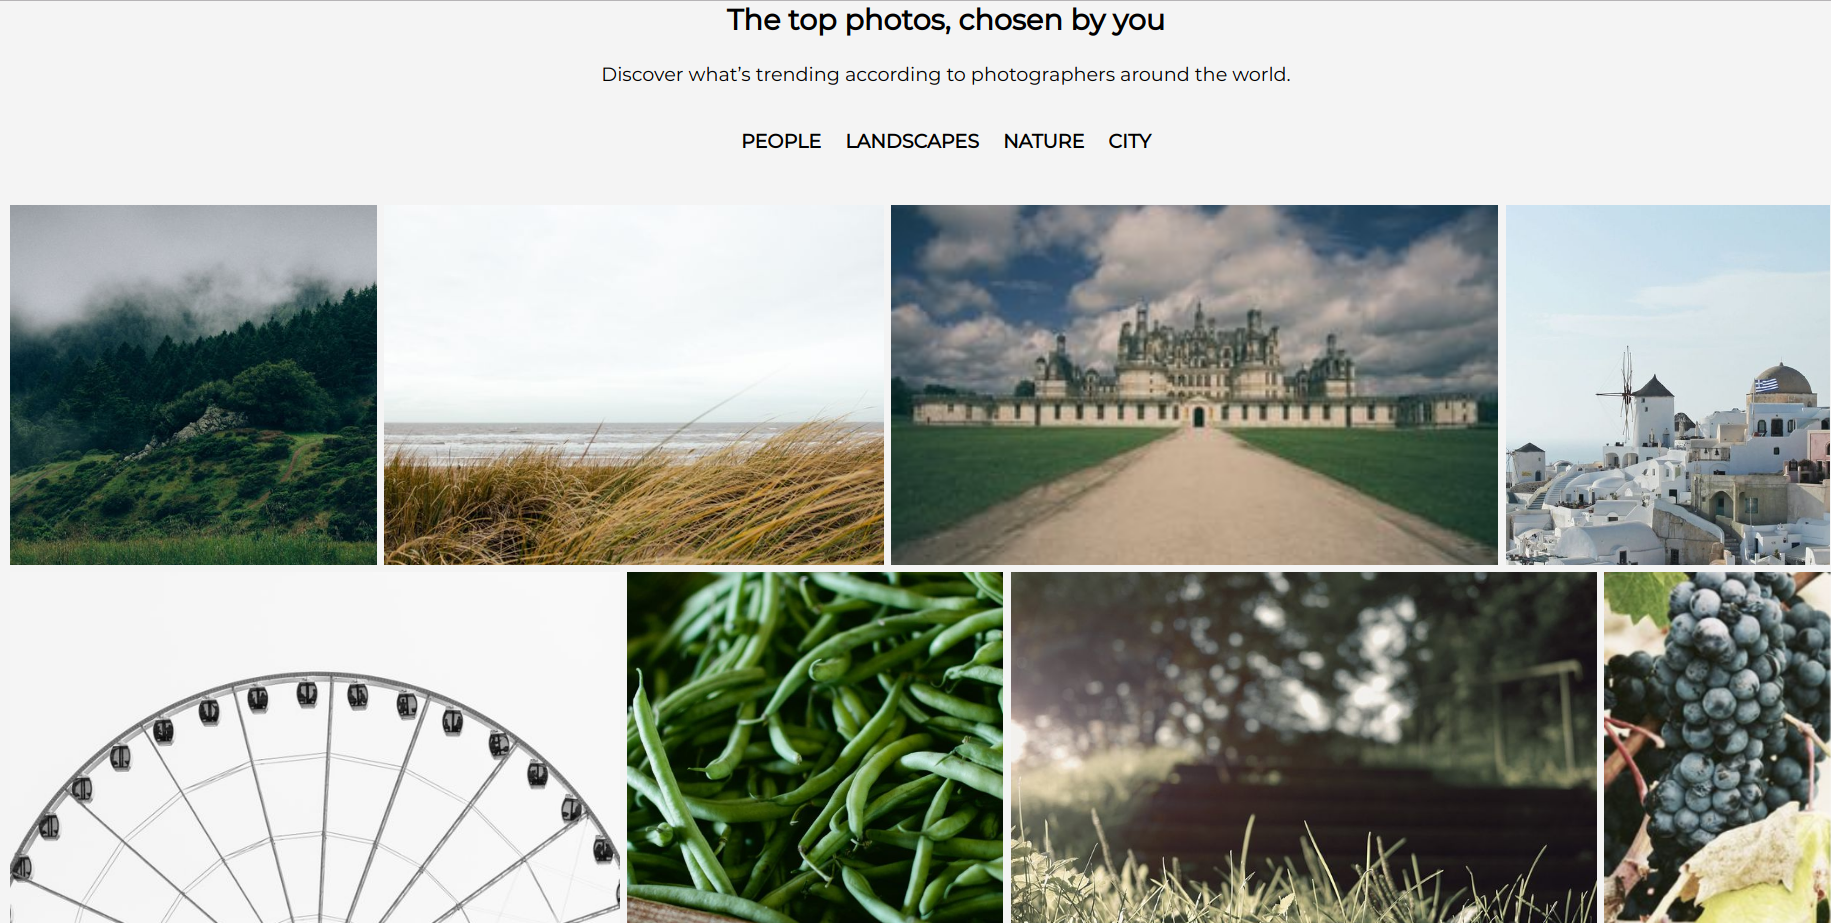 The top photos, chosen by you
Discover what’s trending according to photographers around the world.
PEOPLE LANDSCAPES NATURE CITY